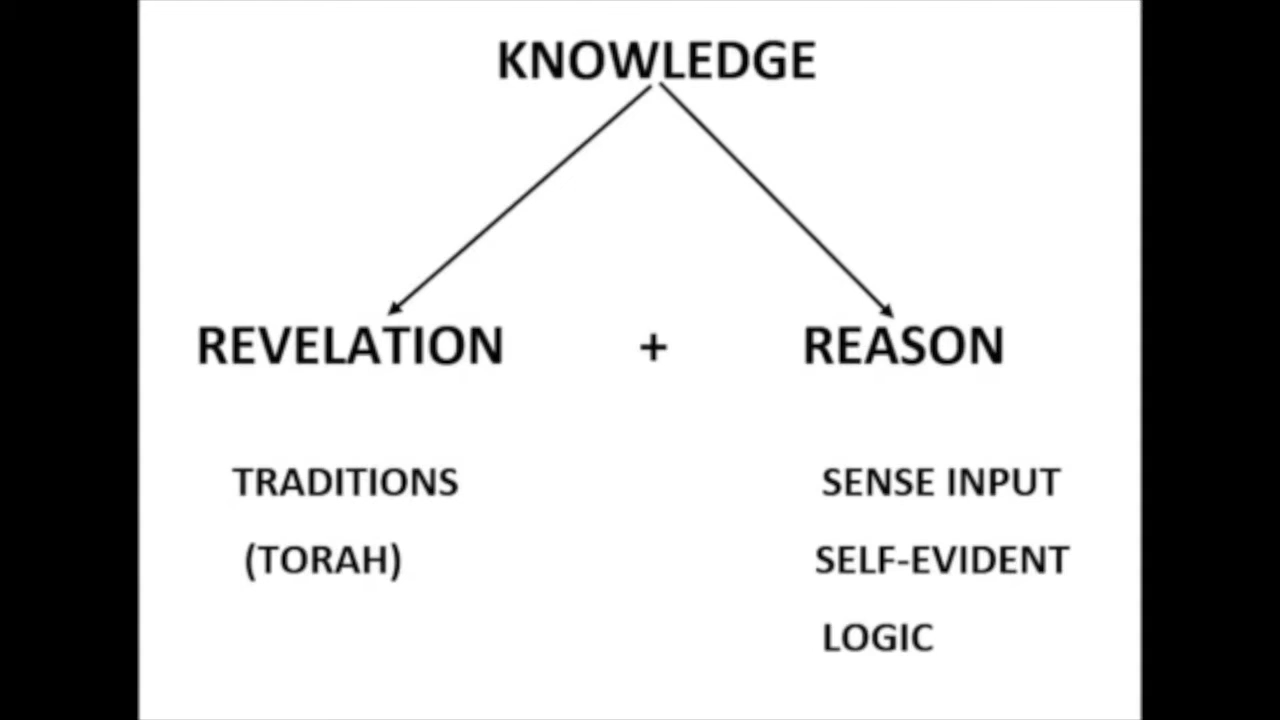 KNOWLEDGE
REVELATION + REASON
TRADITIONS SENSE INPUT
(TORAH) SELF-EVIDENT
LOGIC